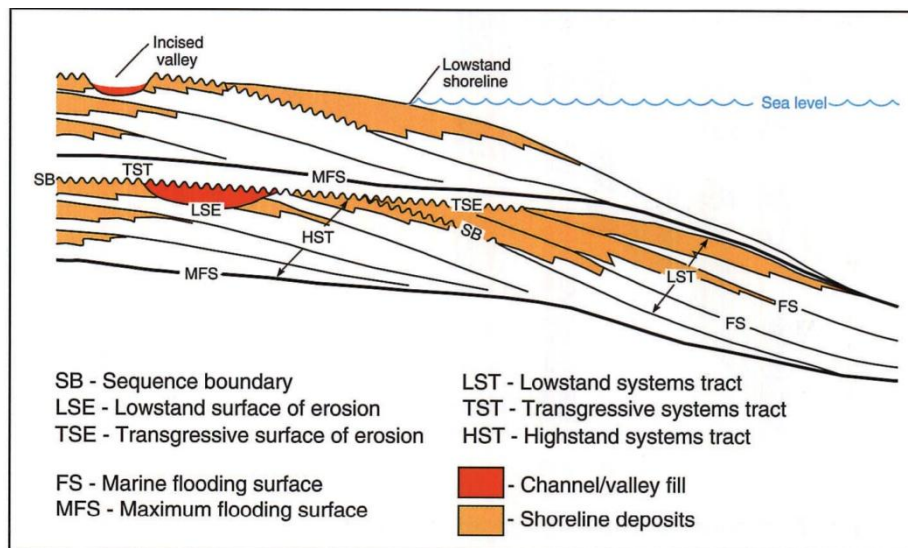 Incised
valley
Lowstand
shoreline
Sea level
SB
TST
MFS
LSE
TSE
SB
HST
MFS
LST
FS
FS
SB - Sequence boundary
LSE - Lowstand surface of erosion
TSE - Transgressive surface of erosion
FS - Marine flooding surface
MFS - Maximum flooding surface
LST - Lowstand systems tract
TST - Transgressive systems tract
HST - Highstand systems tract
- Channel/valley fill
- Shoreline deposits